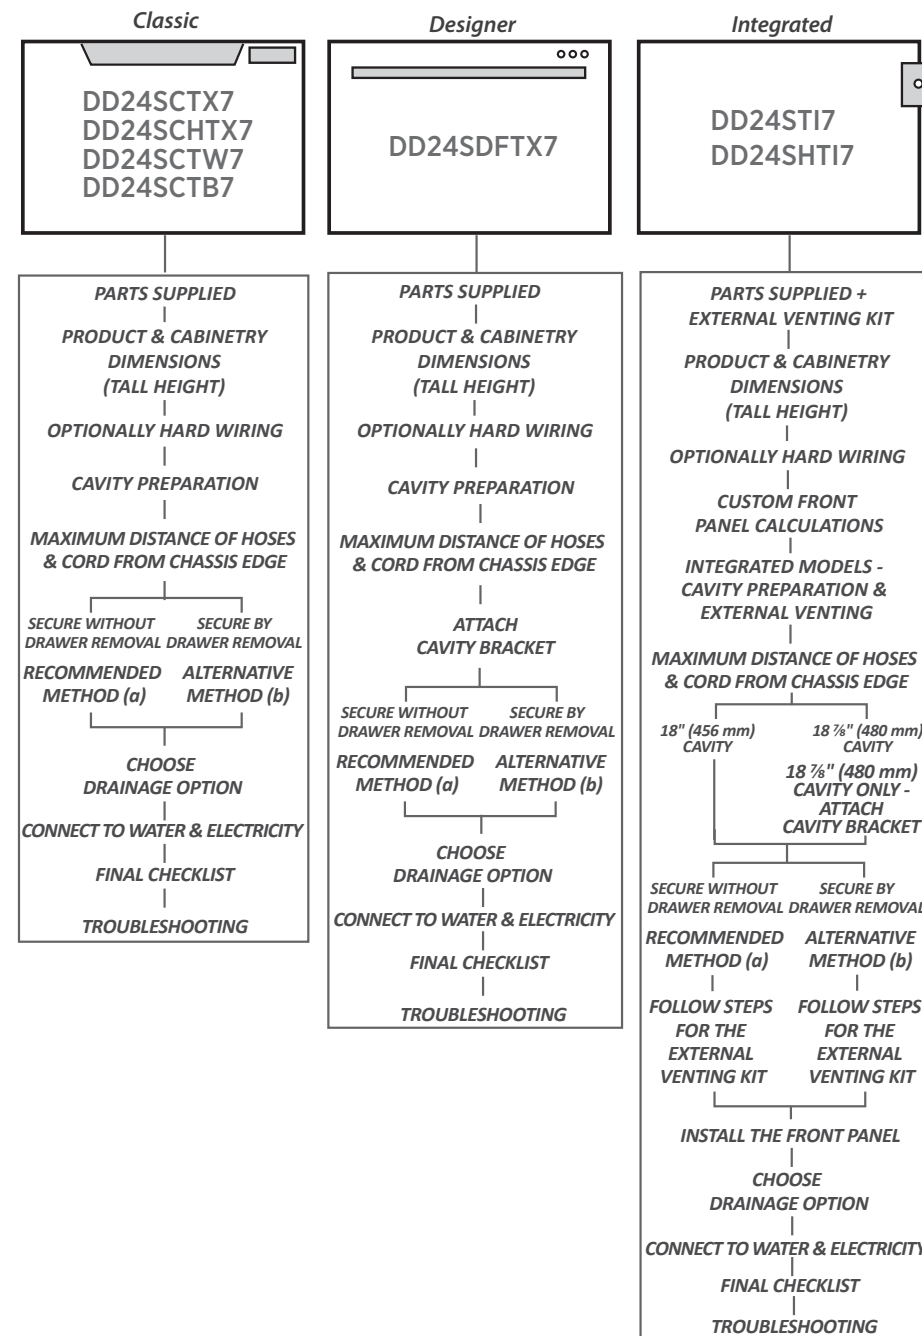 Classic
DD24SCTX7
DD24SCHTX7
DD24SCTW7
DD24SCTB7
PARTS SUPPLIED
PRODUCT & CABINETRY
DIMENSIONS
(TALL HEIGHT)
OPTIONALLY HARD WIRING
CAVITY PREPARATION
MAXIMUM DISTANCE OF HOSES
& CORD FROM CHASSIS EDGE
SECURE WITHOUT
DRAWER REMOVAL
RECOMMENDED
METHOD (a)
SECURE BY
DRAWER REMOVAL
ALTERNATIVE
METHOD (b)
CHOOSE
DRAINAGE OPTION
CONNECT TO WATER & ELECTRICITY
FINAL CHECKLIST
TROUBLESHOOTING
Designer
DD24SDFTX7
PARTS SUPPLIED
PRODUCT & CABINETRY
DIMENSIONS
(TALL HEIGHT)
OPTIONALLY HARD WIRING
CAVITY PREPARATION
MAXIMUM DISTANCE OF HOSES
& CORD FROM CHASSIS EDGE
ATTACH
CAVITY BRACKET
SECURE WITHOUT
DRAWER REMOVAL
RECOMMENDED
METHOD (a)
SECURE BY
DRAWER REMOVAL
ALTERNATIVE
METHOD (b)
CHOOSE
DRAINAGE OPTION
CONNECT TO WATER & ELECTRICITY
FINAL CHECKLIST
TROUBLESHOOTING
Integrated
DD24STI7
DD24SHTI7
PARTS SUPPLIED +
EXTERNAL VENTING KIT
PRODUCT & CABINETRY
DIMENSIONS
(TALL HEIGHT)
OPTIONALLY HARD WIRING
CUSTOM FRONT
PANEL CALCULATIONS
INTEGRATED MODELS -
CAVITY PREPARATION &
EXTERNAL VENTING
MAXIMUM DISTANCE OF HOSES
& CORD FROM CHASSIS EDGE
18" (456 mm)
CAVITY
18 ⅞" (480 mm)
CAVITY
18 ⅞" (480 mm)
CAVITY ONLY -
ATTACH
CAVITY BRACKET
SECURE WITHOUT
DRAWER REMOVAL
RECOMMENDED
METHOD (a)
FOLLOW STEPS
FOR THE
EXTERNAL
VENTING KIT
SECURE BY
DRAWER REMOVAL
ALTERNATIVE
METHOD (b)
FOLLOW STEPS
FOR THE
EXTERNAL
VENTING KIT
INSTALL THE FRONT PANEL
CHOOSE
DRAINAGE OPTION
CONNECT TO WATER & ELECTRICITY
FINAL CHECKLIST
TROUBLESHOOTING